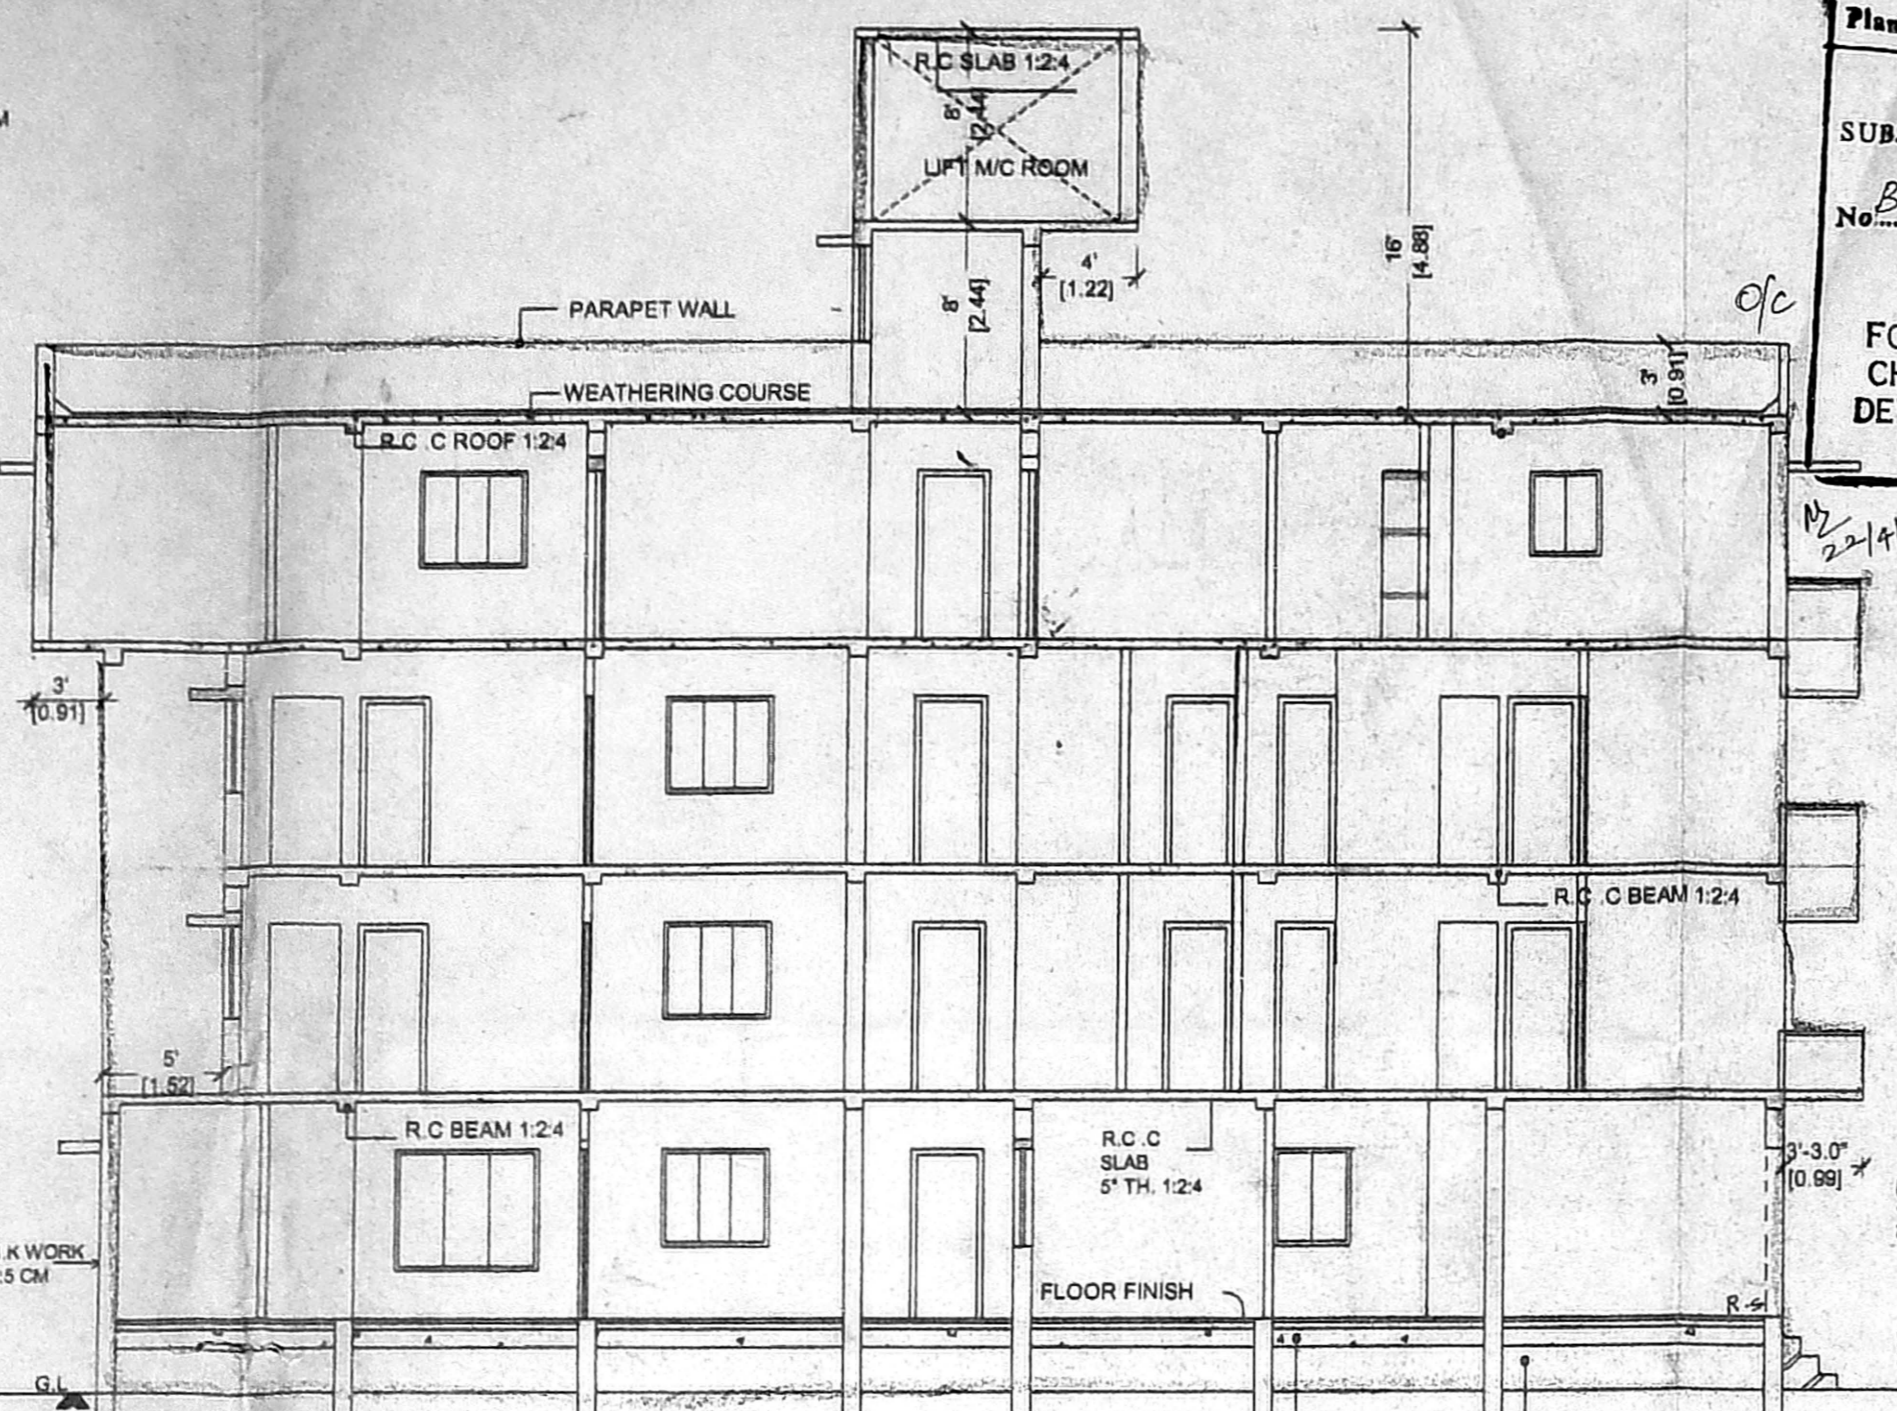 Plan
SUB.
No
R.C SLAB 1:2:4
8'
[2.44]
LIFT M/C ROOM
16'
[4.88]
4'
[1.22]
8'
[2.44]
O/C
PARAPET WALL
FO
CH
DE
3'
[0.91]
WEATHERING COURSE
R.C .C ROOF 1:2:4
22/4
3'
[0.91]
R.C .C BEAM 1:2:4
5'
[1.52]
R.C BEAM 1:2:4
R.C .C
SLAB
5" TH. 1:2:4
3'-3.0"
[0.99]
.K WORK
5 CM
FLOOR FINISH
R.S
G.L